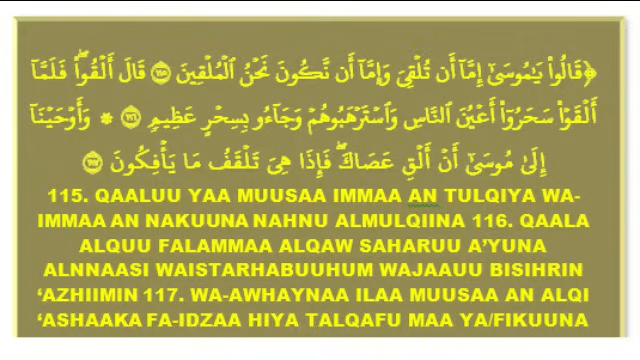 ﴿قَالُواْ يَٰمُوسَىٰٓ إِمَّآ أَن تُلۡقِيَ وَإِمَّآ أَن نَّكُونَ نَحۡنُ ٱلۡمُلۡقِينَ ١١٥ قَالَ أَلۡقُواْۖ فَلَمَّآ
أَلۡقَوۡاْ سَحَرُوٓاْ أَعۡيُنَ ٱلنَّاسِ وَٱسۡتَرۡهَبُوهُمۡ وَجَآءُو بِسِحۡرٍ عَظِيمٖ ١١٦ ۞ وَأَوۡحَيۡنَآ
إِلَىٰ مُوسَىٰٓ أَنۡ أَلۡقِ عَصَاكَۖ فَإِذَا هِيَ تَلۡقَفُ مَا يَأۡفِكُونَ ١١٧
115. QAALUU YAA MUUSAA IMMAA AN TULQIYA WA-
IMMAA AN NAKUUNA NAHNU ALMULQIINA 116. QAALA
ALQUU FALAMMAA ALQAW SAHARUU A’YUNA
ALNNAASI WAISTARHABUUHUM WAJAAUU BISIHRIN
‘AZHIIMIN 117. WA-AWHAYNAA ILAA MUUSAA AN ALQI
‘ASHAAKA FA-IDZAA HIYA TALQAFU MAA YA/FIKUUNA